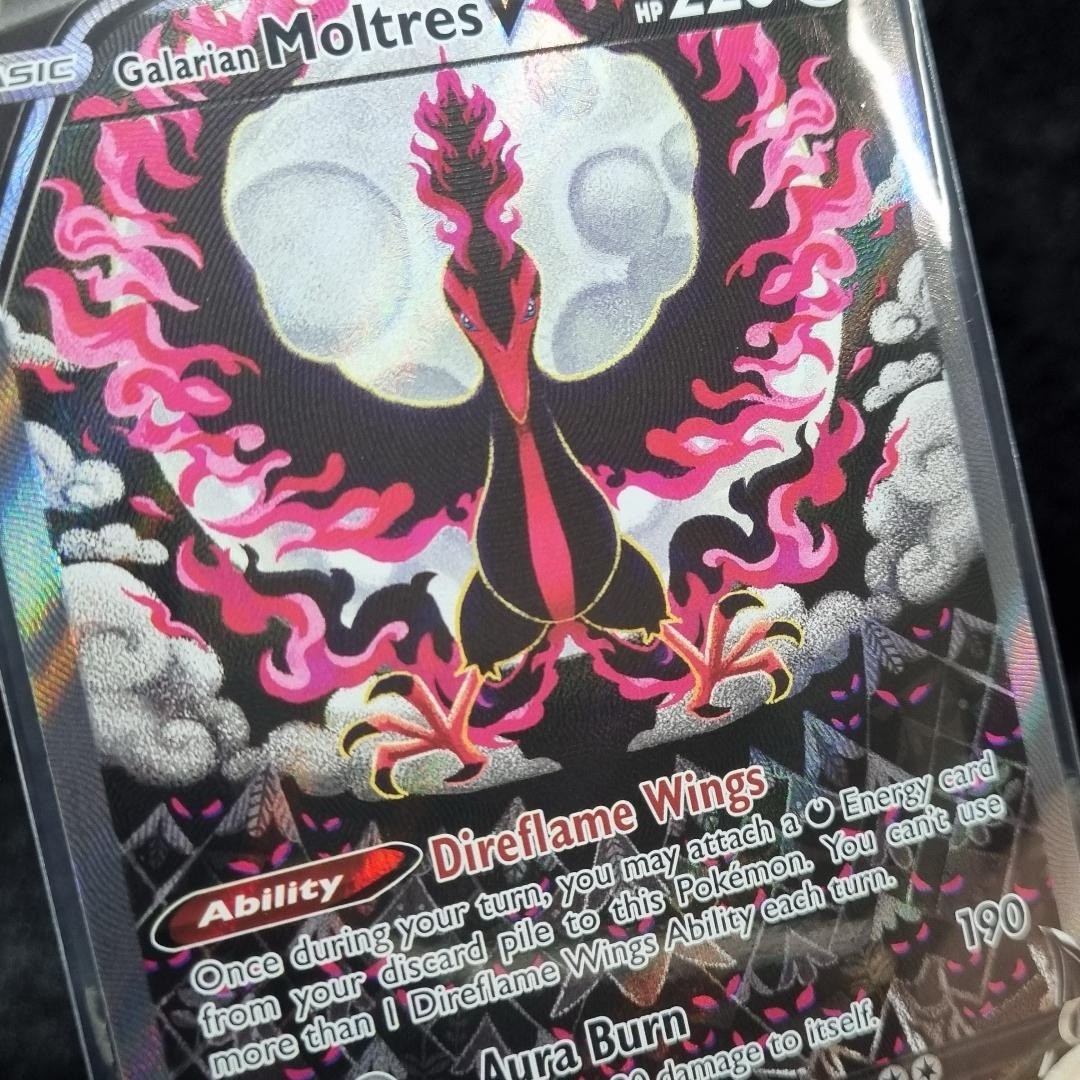 Galarian Moltres V HP 220
Ability Direflame Wings
Once during your turn, you may attach a Energy card
from your discard pile to this Pokémon. You can't use
more than 1 Direflame Wings Ability each turn.
Aura Burn 190
damage to itself.